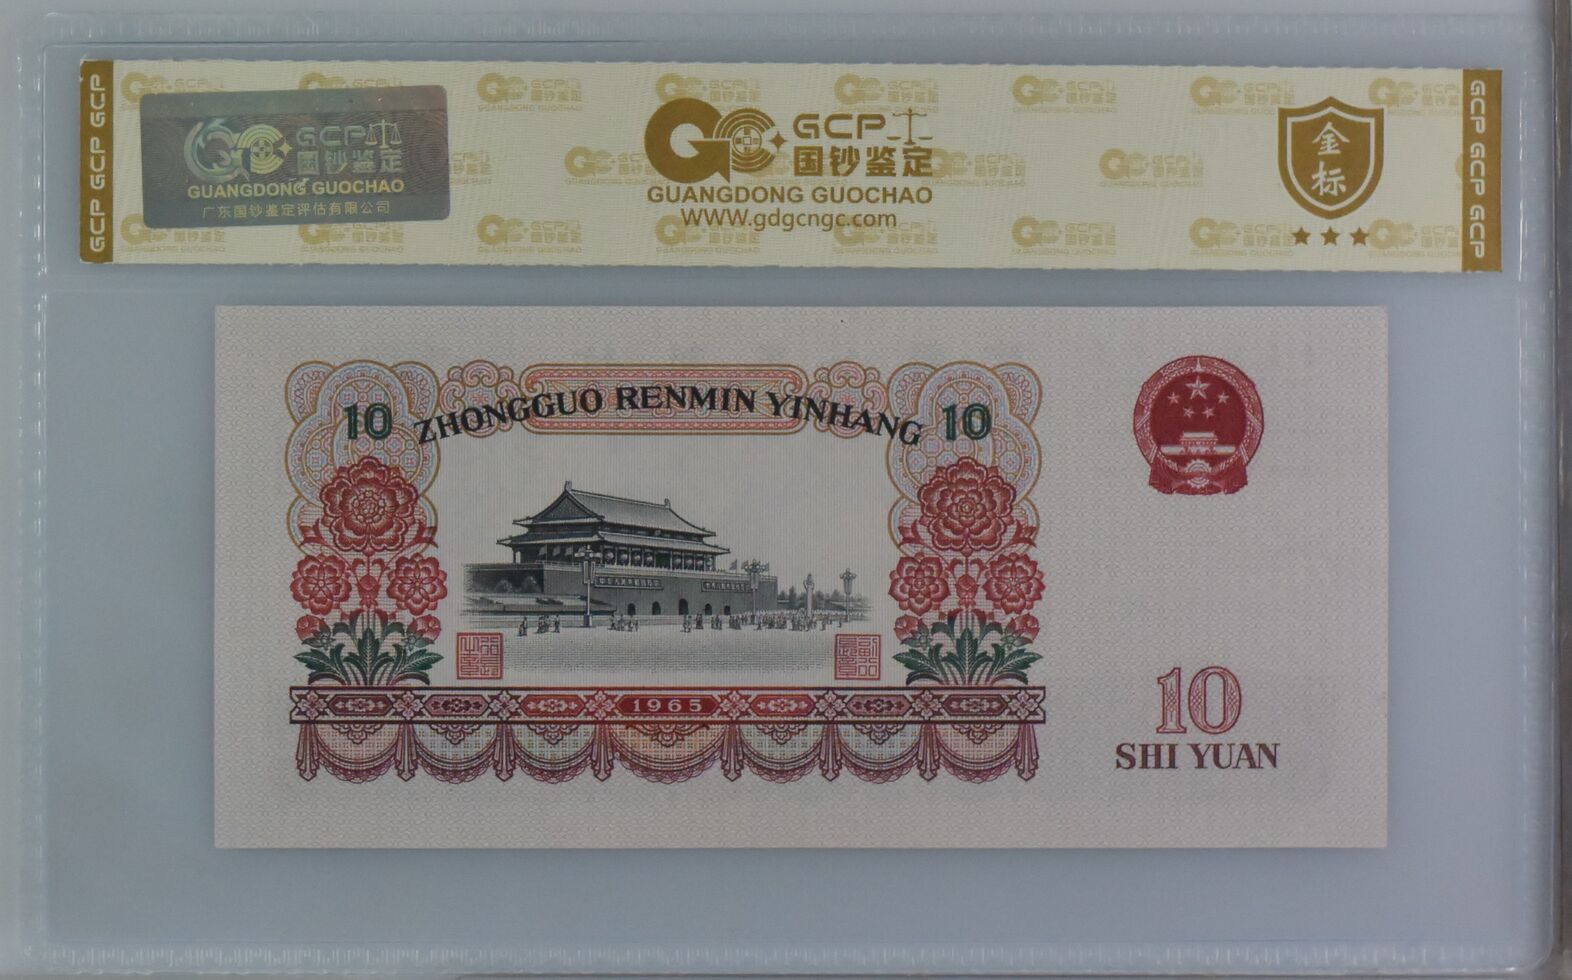 GCP GCP GCP
GCP
国钞鉴定
GUANGDONG GUOCHAO
广东国钞鉴定评估有限公司
GCP
国钞鉴定
GUANGDONG GUOCHAO
WWW.gdgcngc.com
金标
GCP GCP GCP
10 ZHONGGUO RENMIN YINHANG 10
1965
10
SHI YUAN